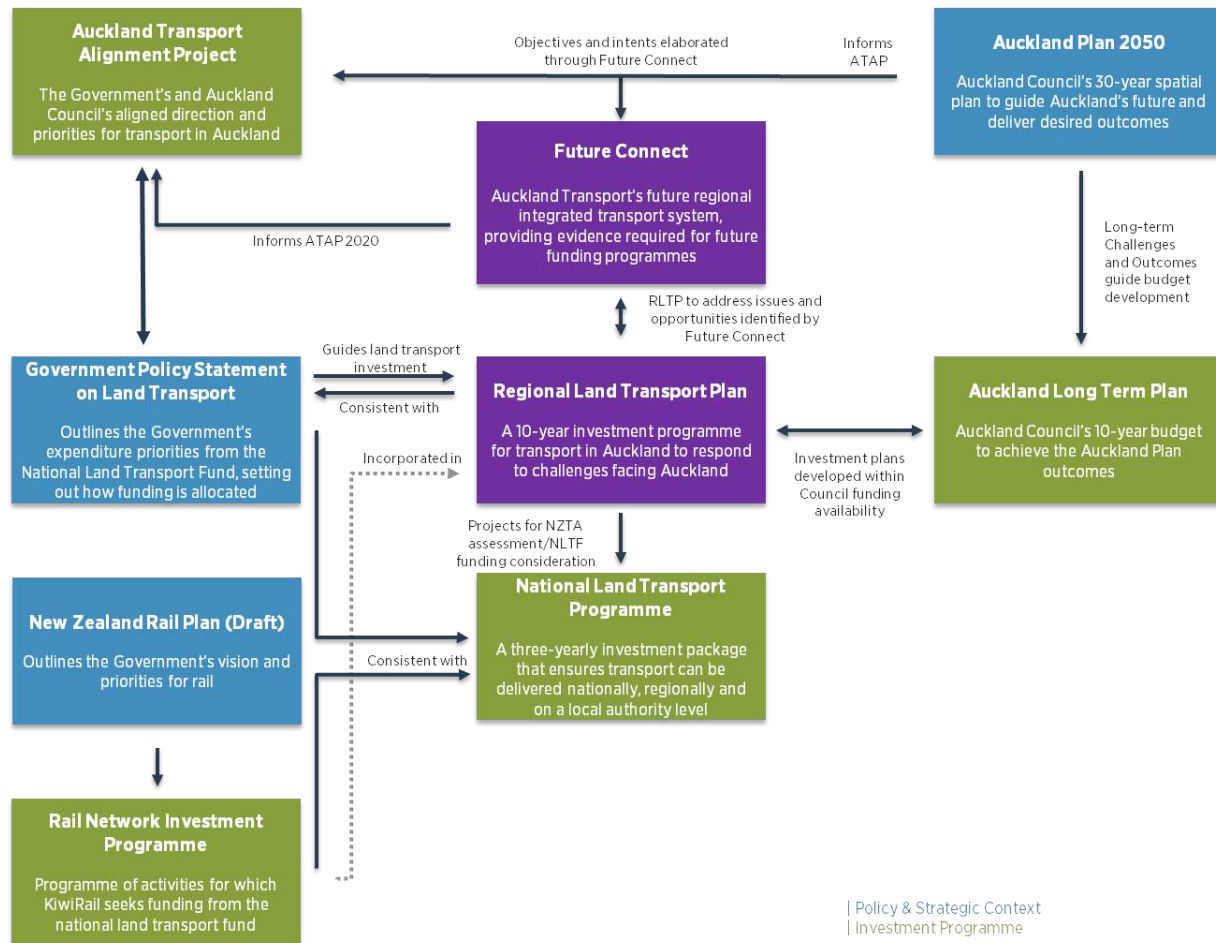 Auckland Transport
Alignment Project
The Government's and Auckland
Council's aligned direction and
priorities for transport in Auckland
Objectives and intents elaborated
through Future Connect
Informs
ATAP
Auckland Plan 2050
Auckland Council's 30-year spatial
plan to guide Auckland's future and
deliver desired outcomes
Future Connect
Auckland Transport's future regional
integrated transport system,
providing evidence required for future
funding programmes
Informs ATAP 2020
Long-term
Challenges
and Outcomes
guide budget
development
RLTP to address issues and
opportunities identified by
Future Connect
Government Policy Statement
on Land Transport
Outlines the Government's
expenditure priorities from the
National Land Transport Fund, setting
out how funding is allocated
Guides land transport
investment
Consistent with
Incorporated in
Regional Land Transport Plan
A 10-year investment programme
for transport in Auckland to respond
to challenges facing Auckland
Investment plans
developed within
Council funding
availability
Auckland Long Term Plan
Auckland Council's 10-year budget
to achieve the Auckland Plan
outcomes
Projects for NZTA
assessment/NLTF
funding consideration
New Zealand Rail Plan (Draft)
Outlines the Government's vision and
priorities for rail
Consistent with
National Land Transport
Programme
A three-yearly investment package
that ensures transport can be
delivered nationally, regionally and
on a local authority level
Rail Network Investment
Programme
Programme of activities for which
KiwiRail seeks funding from the
national land transport fund
| Policy & Strategic Context
| Investment Programme